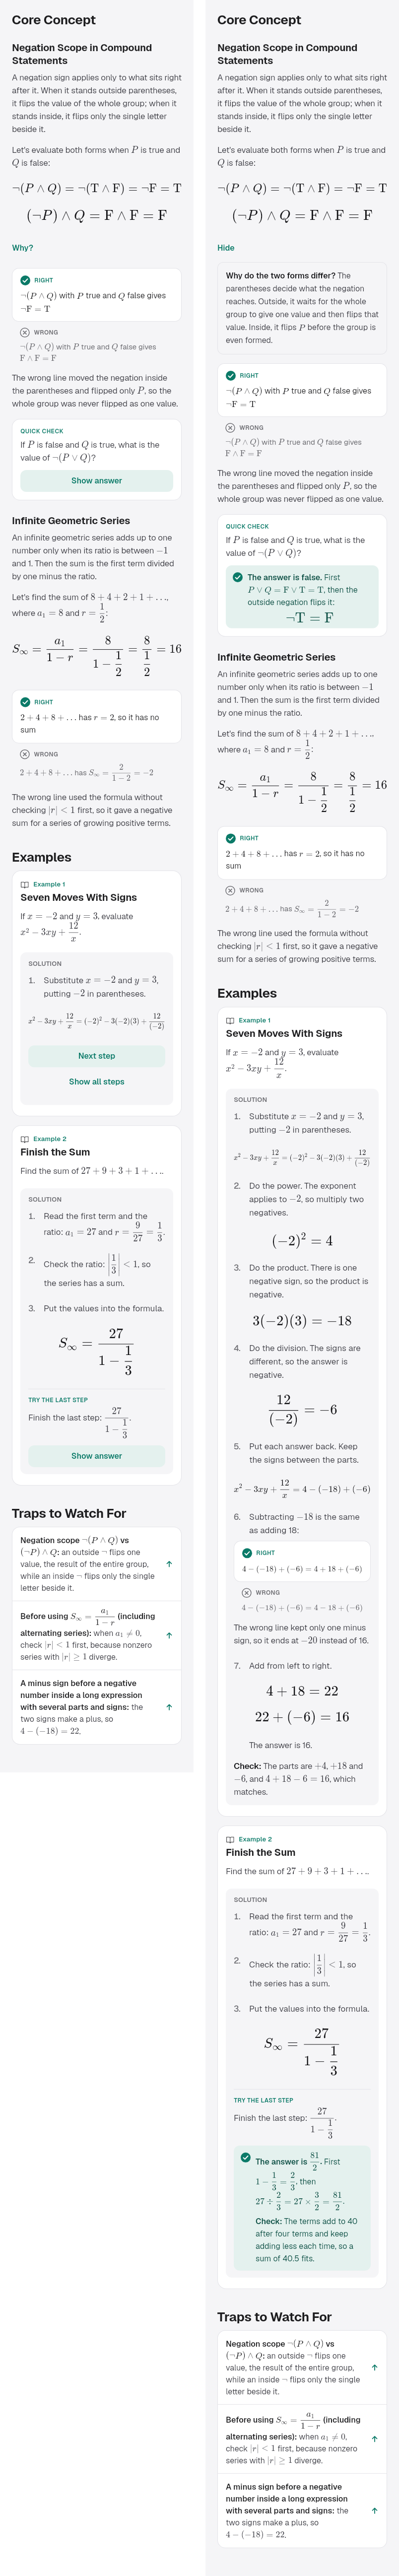 Core Concept
Negation Scope in Compound
Statements
A negation sign applies only to what sits right
after it. When it stands outside parentheses,
it flips the value of the compound; when it
stands inside, it flips only the single letter
beside it.
Let's evaluate both forms when P is true and
Q is false:
¬(P ∧ Q) = ¬(T ∧ F) = ¬F = T
(¬P) ∧ Q = F ∧ F = F
Why?
RIGHT
¬(P ∧ Q) with P true and Q false gives
¬F = T
WRONG
¬(P ∧ Q) with P true and Q false gives
F ∧ F = F
The wrong line moved the negation inside
the parentheses and flipped only P, so the
whole group was never flipped as one value.
QUICK CHECK
If P is false and Q is true, what is the
value of ¬(P ∨ Q)?
Show answer
Infinite Geometric Series
An infinite geometric series adds up to one
number only when its ratio is between −1
and 1. Then the sum is the first term divided
by one minus the ratio.
Let's find the sum of 8 + 4 + 2 + 1 + . . .,
where a₁ = 8 and r = 1/2:
S∞ = a₁/(1 − r) = 8/(1 − 1/2) = 8/(1/2) = 16
RIGHT
2 + 4 + 8 + . . . has r = 2, so it has no
sum
WRONG
2 + 4 + 8 + . . . has S∞ = 2/(1 − 2) = −2
The wrong line used the formula without
checking |r| < 1 first, so it gave a negative
sum for a series of growing positive terms.
Examples
Example 1
Seven Moves With Signs
If x = −2 and y = 3, evaluate
x² − 3xy + 12/x.
SOLUTION
1. Substitute x = −2 and y = 3,
putting −2 in parentheses.
x² − 3xy + 12/x = (−2)² − 3(−2)(3) + 12/(−2)
Next step
Show all steps
Example 2
Finish the Sum
Find the sum of 27 + 9 + 3 + 1 + . . ..
SOLUTION
1. Read the first term and the
ratio: a₁ = 27 and r = 9/27 = 1/3.
2. Check the ratio: |1/3| < 1, so
the series has a sum.
3. Put the values into the formula.
S∞ = 27/(1 − 1/3)
TRY THE LAST STEP
Finish the last step: 27/(1 − 1/3).
Show answer
Traps to Watch For
Negation scope ¬(P ∧ Q) vs
(¬P) ∧ Q: an outside ¬ flips one
value, the result of the entire group,
while an inside ¬ flips only the single
letter beside it.
↑
Before using S∞ = a₁/(1 − r) (including
alternating series): when a₁ ≠ 0,
check |r| < 1 first, because nonzero
series with |r| ≥ 1 diverge.
↑
A minus sign before a negative
number inside a long expression
with several parts and signs: the
two signs make a plus, so
4 − (−18) = 22.
↑
Core Concept
Negation Scope in Compound
Statements
A negation sign applies only to what sits right
after it. When it stands outside parentheses,
it flips the value of the compound; when it
stands inside, it flips only the single letter
beside it.
Let's evaluate both forms when P is true and
Q is false:
¬(P ∧ Q) = ¬(T ∧ F) = ¬F = T
(¬P) ∧ Q = F ∧ F = F
Hide
Why do the two forms differ? The
parentheses decide what the negation
reaches. Outside, it waits for the whole
group to give one value and then flips that
value. Inside, it flips P before the group is
even formed.
RIGHT
¬(P ∧ Q) with P true and Q false gives
¬F = T
WRONG
¬(P ∧ Q) with P true and Q false gives
F ∧ F = F
The wrong line moved the negation inside
the parentheses and flipped only P, so the
whole group was never flipped as one value.
QUICK CHECK
If P is false and Q is true, what is the
value of ¬(P ∨ Q)?
The answer is false. First
P ∨ Q = F ∨ T = T, then the
outside negation flips it:
¬T = F
Infinite Geometric Series
An infinite geometric series adds up to one
number only when its ratio is between −1
and 1. Then the sum is the first term divided
by one minus the ratio.
Let's find the sum of 8 + 4 + 2 + 1 + . . .,
where a₁ = 8 and r = 1/2:
S∞ = a₁/(1 − r) = 8/(1 − 1/2) = 8/(1/2) = 16
RIGHT
2 + 4 + 8 + . . . has r = 2, so it has no
sum
WRONG
2 + 4 + 8 + . . . has S∞ = 2/(1 − 2) = −2
The wrong line used the formula without
checking |r| < 1 first, so it gave a negative
sum for a series of growing positive terms.
Examples
Example 1
Seven Moves With Signs
If x = −2 and y = 3, evaluate
x² − 3xy + 12/x.
SOLUTION
1. Substitute x = −2 and y = 3,
putting −2 in parentheses.
x² − 3xy + 12/x = (−2)² − 3(−2)(3) + 12/(−2)
2. Do the power. The exponent
applies to −2, so multiply two
negatives.
(−2)² = 4
3. Do the product. There is one
negative sign, so the product is
negative.
3(−2)(3) = −18
4. Do the division. The signs are
different, so the answer is
negative.
12/(−2) = −6
5. Put each answer back. Keep
the signs between the parts.
x² − 3xy + 12/x = 4 − (−18) + (−6)
6. Subtracting −18 is the same
as adding 18:
RIGHT
4 − (−18) + (−6) = 4 + 18 + (−6)
WRONG
4 − (−18) + (−6) = 4 − 18 + (−6)
The wrong line kept only one minus
sign, so it ends at −20 instead of 16.
7. Add from left to right.
4 + 18 = 22
22 + (−6) = 16
The answer is 16.
Check: The parts are +4, +18 and
−6, and 4 + 18 − 6 = 16, which
matches.
Example 2
Finish the Sum
Find the sum of 27 + 9 + 3 + 1 + . . ..
SOLUTION
1. Read the first term and the
ratio: a₁ = 27 and r = 9/27 = 1/3.
2. Check the ratio: |1/3| < 1, so
the series has a sum.
3. Put the values into the formula.
S∞ = 27/(1 − 1/3)
TRY THE LAST STEP
Finish the last step: 27/(1 − 1/3).
The answer is 81/2. First
1 − 1/3 = 2/3, then
27 ÷ 2/3 = 27 × 3/2 = 81/2.
Check: The terms add to 40
after four terms and keep
adding less each time, so a
sum of 40.5 fits.
Traps to Watch For
Negation scope ¬(P ∧ Q) vs
(¬P) ∧ Q: an outside ¬ flips one
value, the result of the entire group,
while an inside ¬ flips only the single
letter beside it.
↑
Before using S∞ = a₁/(1 − r) (including
alternating series): when a₁ ≠ 0,
check |r| < 1 first, because nonzero
series with |r| ≥ 1 diverge.
↑
A minus sign before a negative
number inside a long expression
with several parts and signs: the
two signs make a plus, so
4 − (−18) = 22.
↑